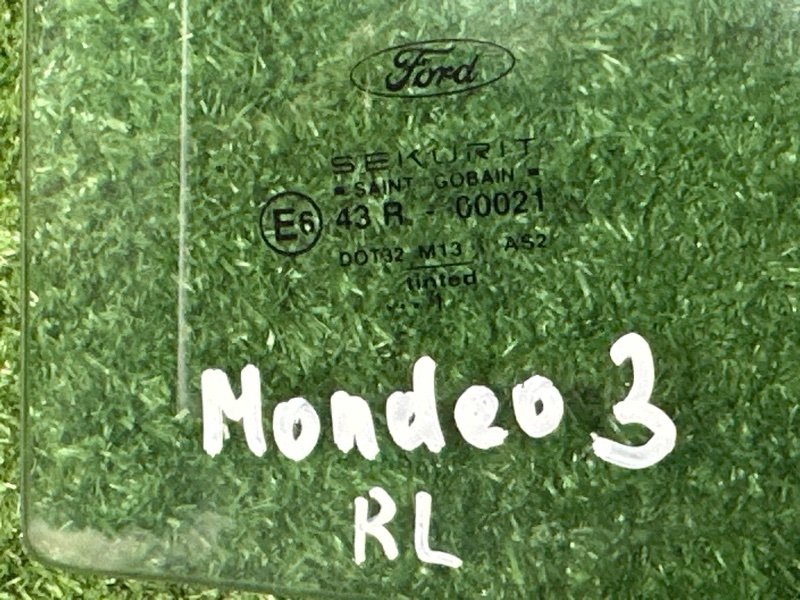 Ford
SEKURIT
SAINT GOBAIN
E6 43 R - 00021
DOT32 M13 AS2
tinted
Mondeo 3
RL